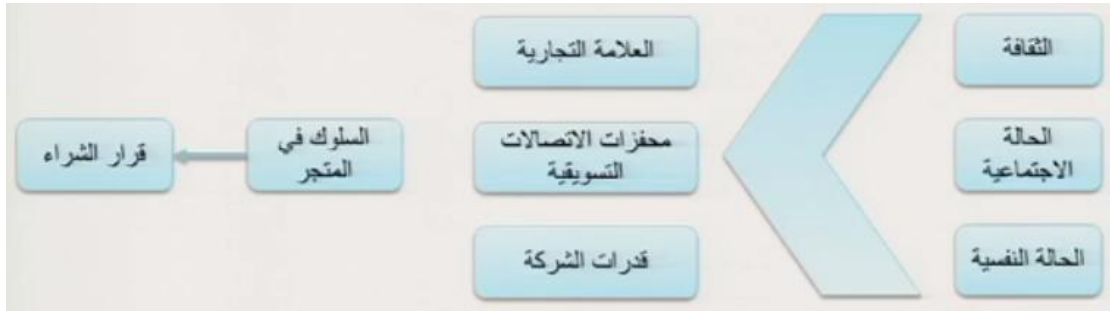 الثقافة
الحالة
الاجتماعية
الحالة النفسية
العلامة التجارية
محفزات الاتصالات
التسويقية
قدرات الشركة
السلوك في
المتجر
قرار الشراء